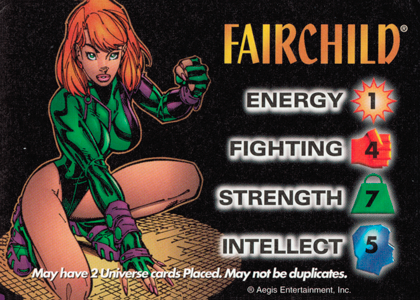 FAIRCHILD®
ENERGY 1
FIGHTING 4
STRENGTH 7
INTELLECT 5
May have 2 Universe cards Placed. May not be duplicates.
® Aegis Entertainment, Inc.